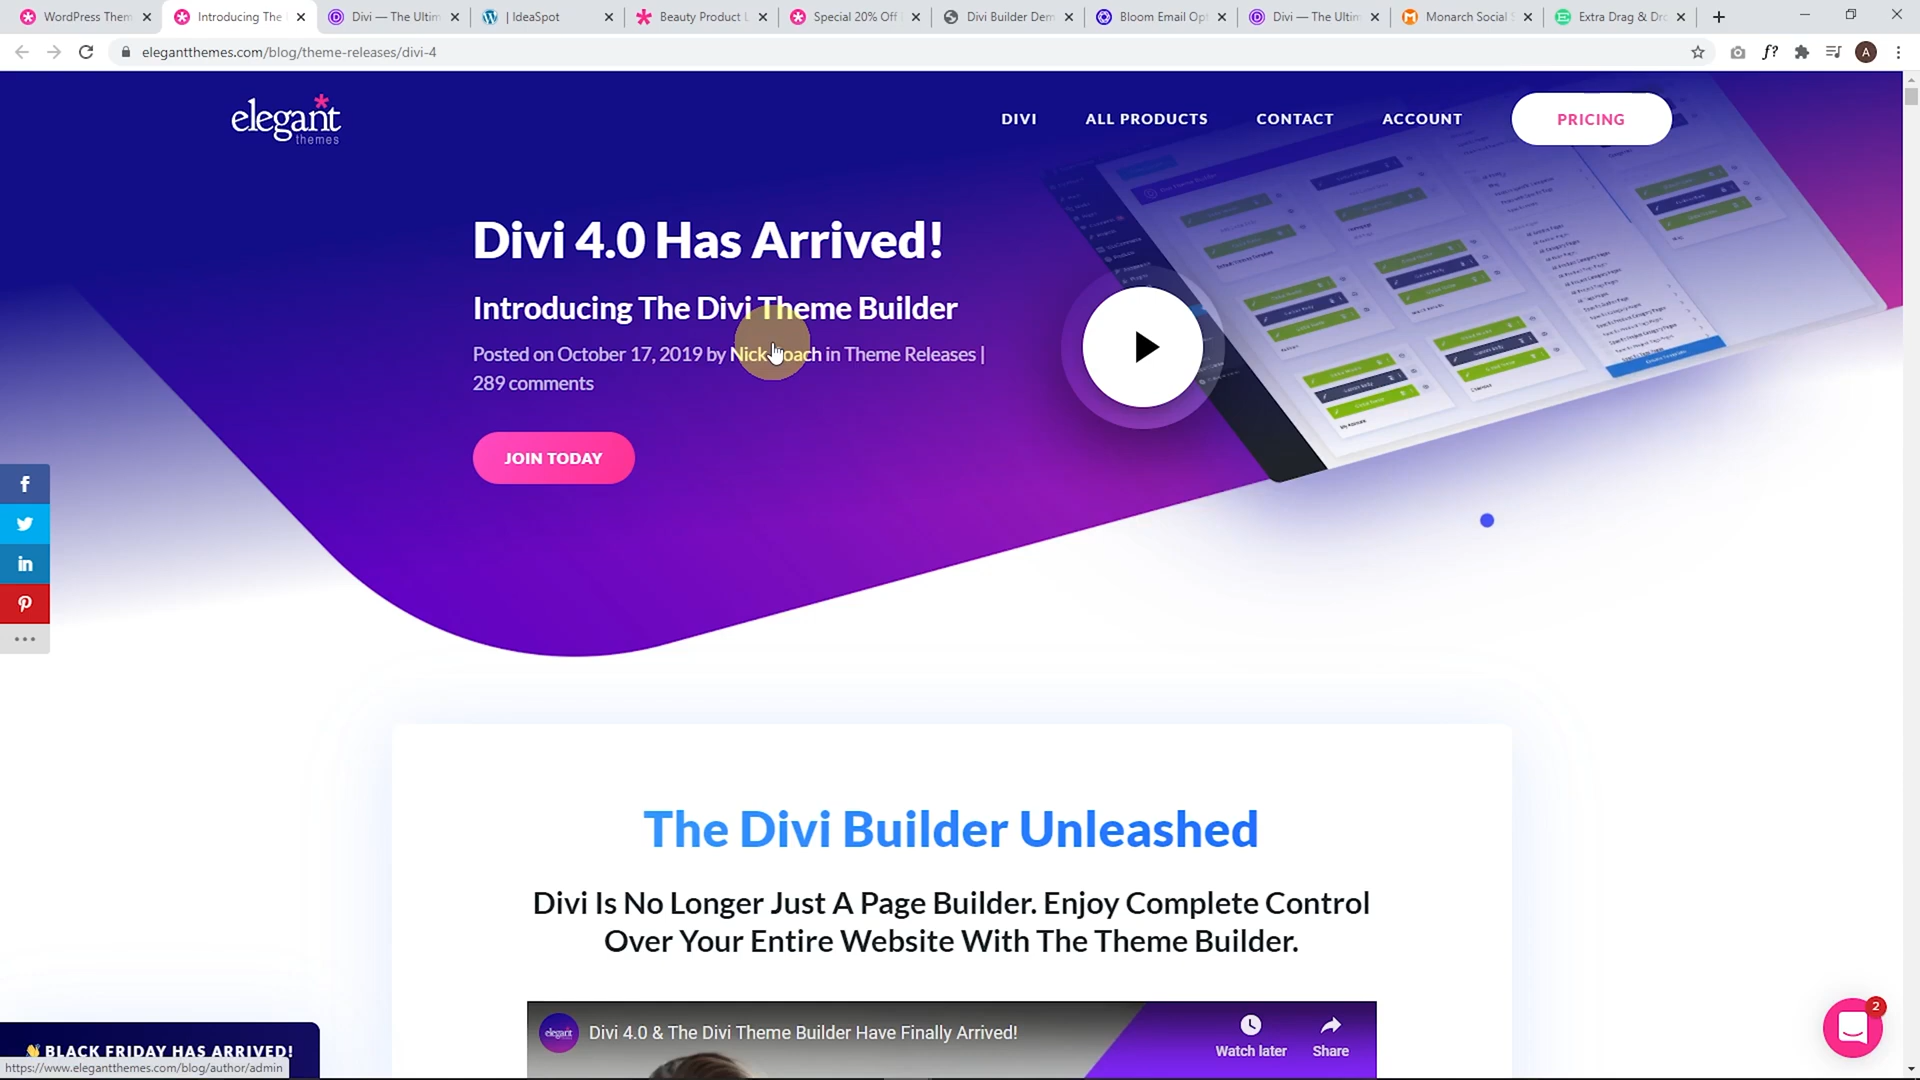 WordPress Them
Introducing The
Divi — The Ultim
| IdeaSpot
Beauty Product L
Special 20% Off
Divi Builder Dem
Bloom Email Opt
Divi — The Ultim
Monarch Social
Extra Drag & Dro
elegantthemes.com/blog/theme-releases/divi-4
f?
A
elegant
themes
DIVI
ALL PRODUCTS
CONTACT
ACCOUNT
PRICING
Divi 4.0 Has Arrived!
Introducing The Divi Theme Builder
Posted on October 17, 2019 by Nick Roach in Theme Releases |
289 comments
JOIN TODAY
The Divi Builder Unleashed
Divi Is No Longer Just A Page Builder. Enjoy Complete Control
Over Your Entire Website With The Theme Builder.
elegant
Divi 4.0 & The Divi Theme Builder Have Finally Arrived!
Watch later
Share
2
BLACK FRIDAY HAS ARRIVED!
https://www.elegantthemes.com/blog/author/admin